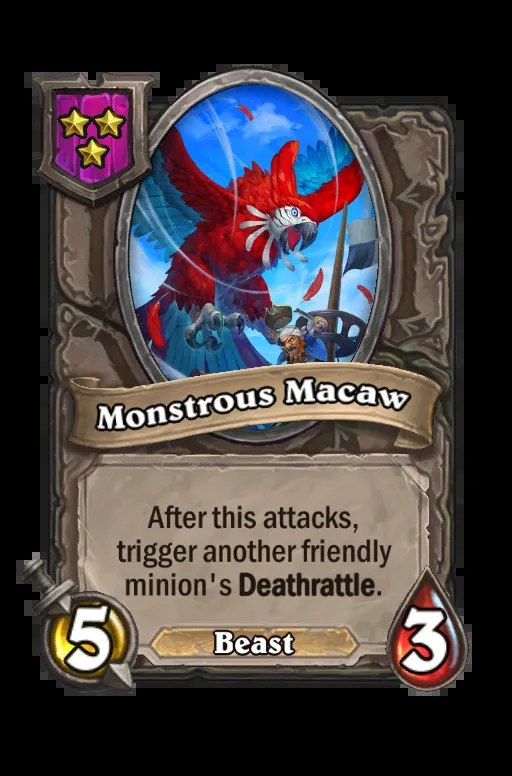 Monstrous Macaw
After this attacks,
trigger another friendly
minion's Deathrattle.
5
Beast
3